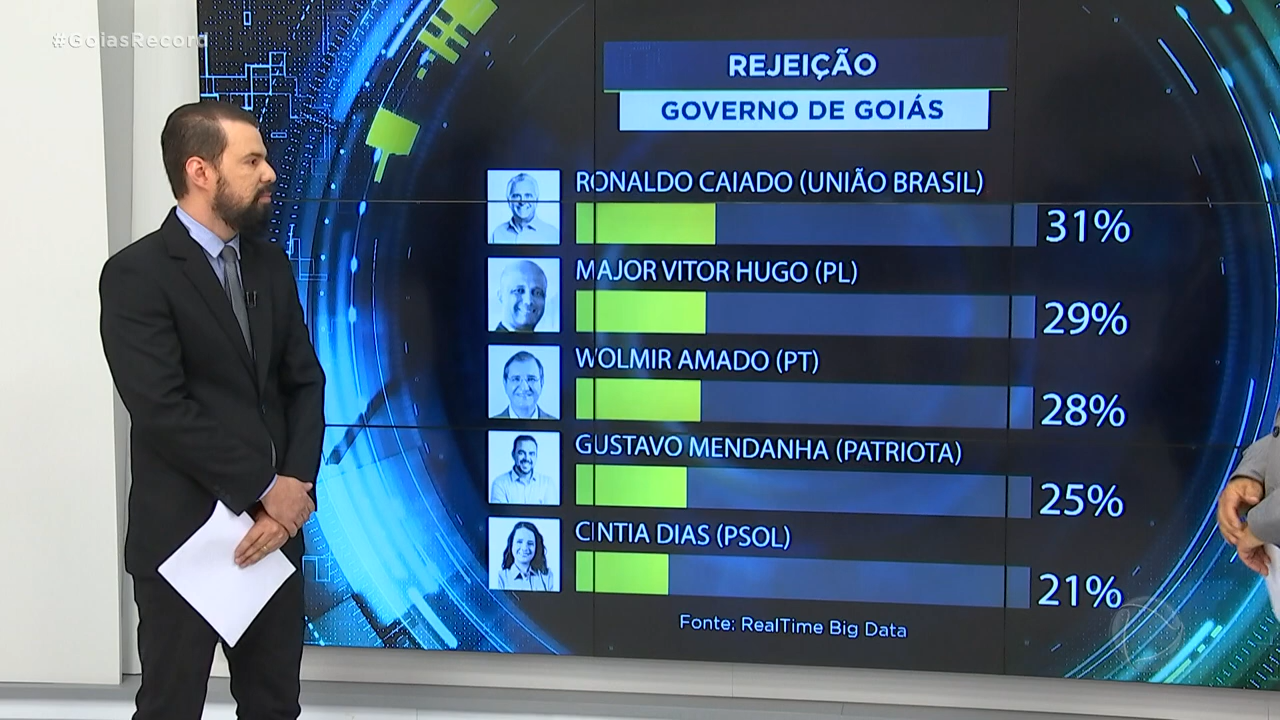 #GoiasRecord
REJEIÇÃO
GOVERNO DE GOIÁS
RONALDO CAIADO (UNIÃO BRASIL)
31%
MAJOR VITOR HUGO (PL)
29%
WOLMIR AMADO (PT)
28%
GUSTAVO MENDANHA (PATRIOTA)
25%
CINTIA DIAS (PSOL)
21%
Fonte: RealTime Big Data